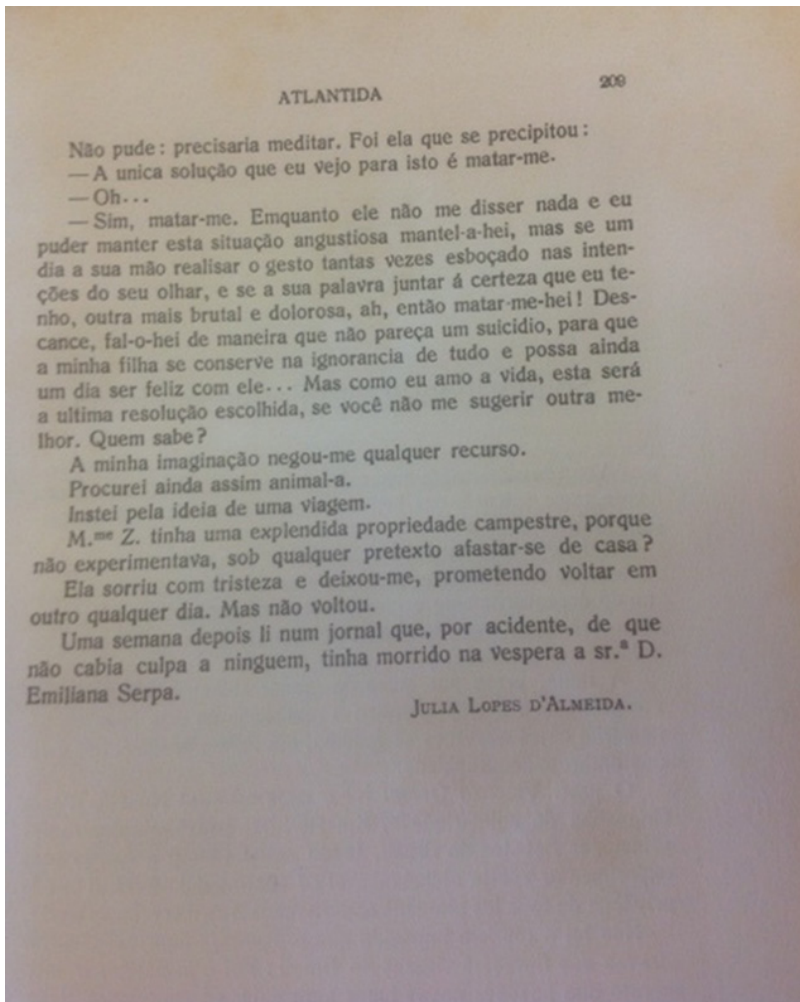 ATLANTIDA 209
Não pude: precisaria meditar. Foi ela que se precipitou:
— A unica solução que eu vejo para isto é matar-me.
— Oh...
— Sim, matar-me. Emquanto ele não me disser nada e eu
puder manter esta situação angustiosa mantel-a-hei, mas se um
dia a sua mão realisar o gesto tantas vezes esboçado nas inten-
ções do seu olhar, e se a sua palavra juntar á certeza que eu te-
nho, outra mais brutal e dolorosa, ah, então matar-me-hei! Des-
cance, fal-o-hei de maneira que não pareça um suicidio, para que
a minha filha se conserve na ignorancia de tudo e possa ainda
um dia ser feliz com ele... Mas como eu amo a vida, esta será
a ultima resolução escolhida, se você não me sugerir outra me-
lhor. Quem sabe?
A minha imaginação negou-me qualquer recurso.
Procurei ainda assim animal-a.
Instei pela ideia de uma viagem.
M.me Z. tinha uma explendida propriedade campestre, porque
não experimentava, sob qualquer pretexto afastar-se de casa?
Ela sorriu com tristeza e deixou-me, prometendo voltar em
outro qualquer dia. Mas não voltou.
Uma semana depois li num jornal que, por acidente, de que
não cabia culpa a ninguem, tinha morrido na vespera a sr.ª D.
Emiliana Serpa.
JULIA LOPES D'ALMEIDA.